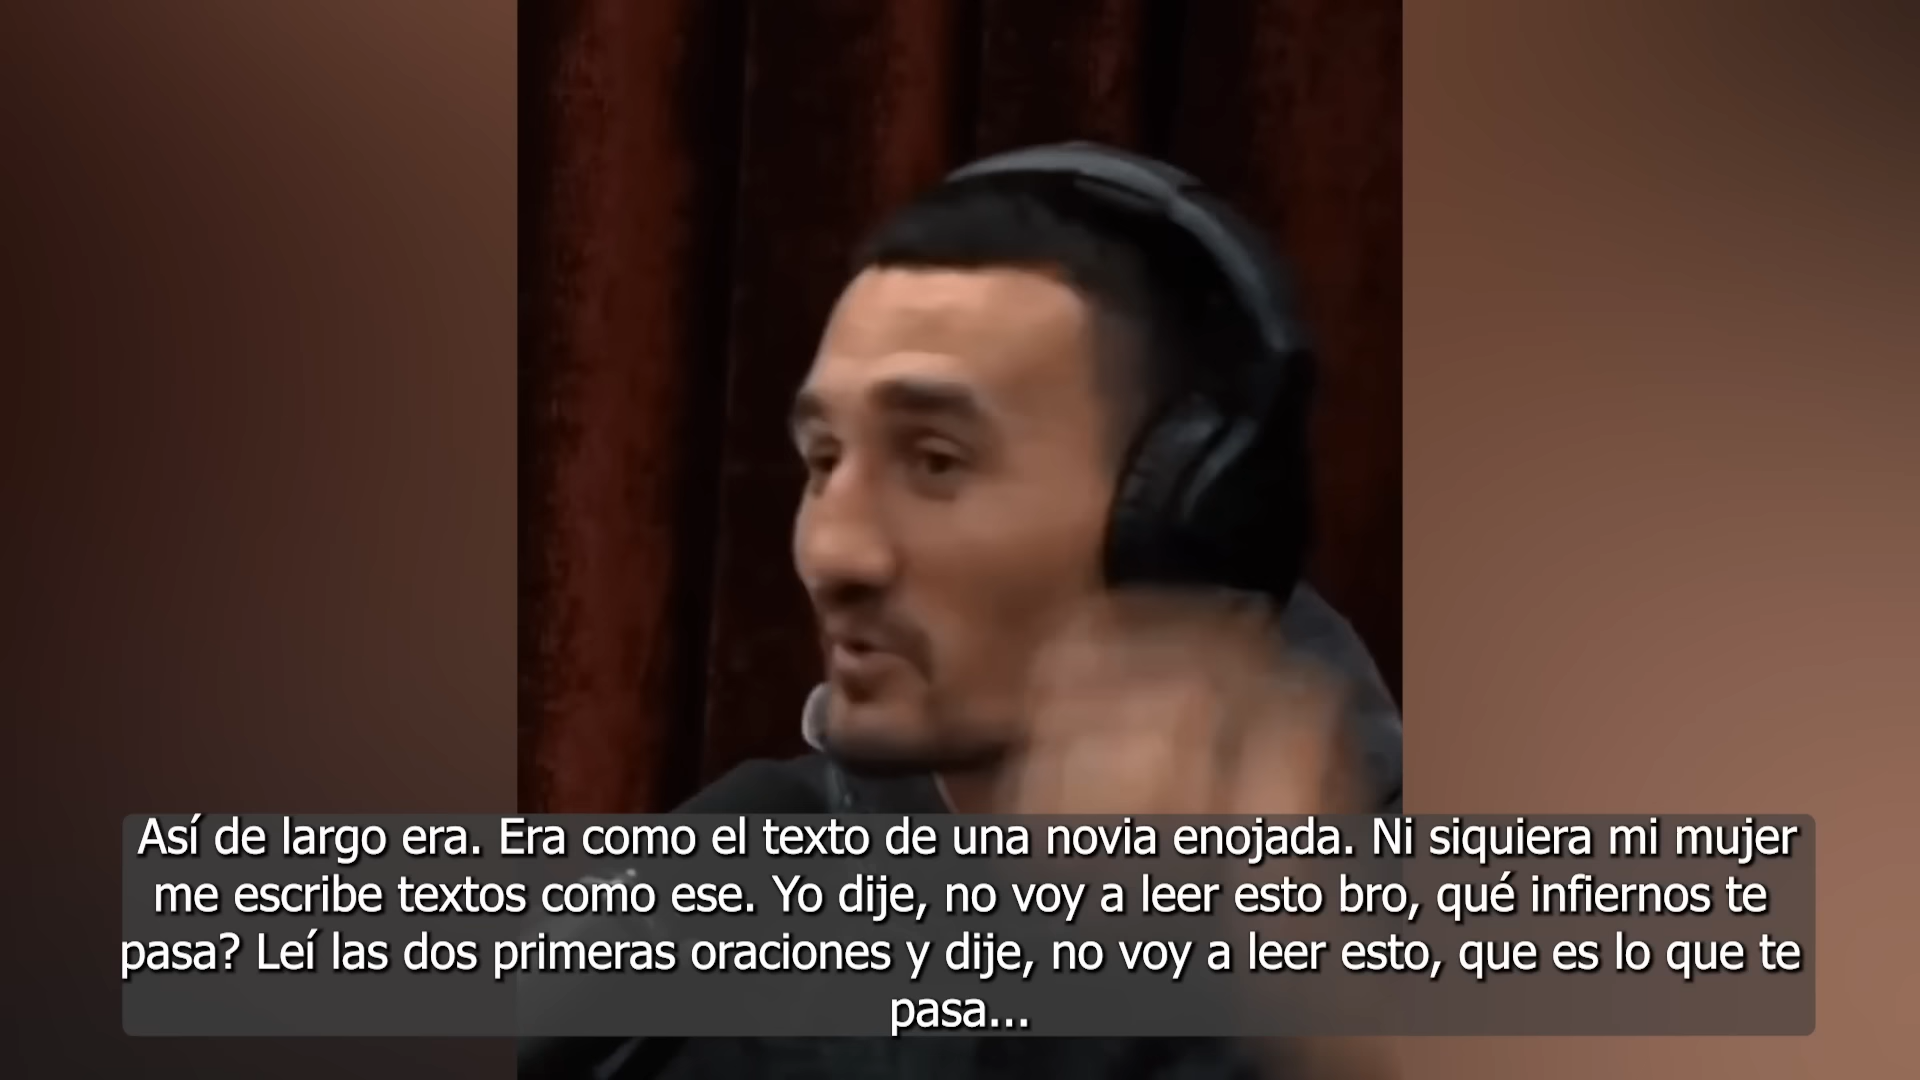 Así de largo era. Era como el texto de una novia enojada. Ni siquiera mi mujer
me escribe textos como ese. Yo dije, no voy a leer esto bro, qué infiernos te
pasa? Leí las dos primeras oraciones y dije, no voy a leer esto, que es lo que te
pasa...